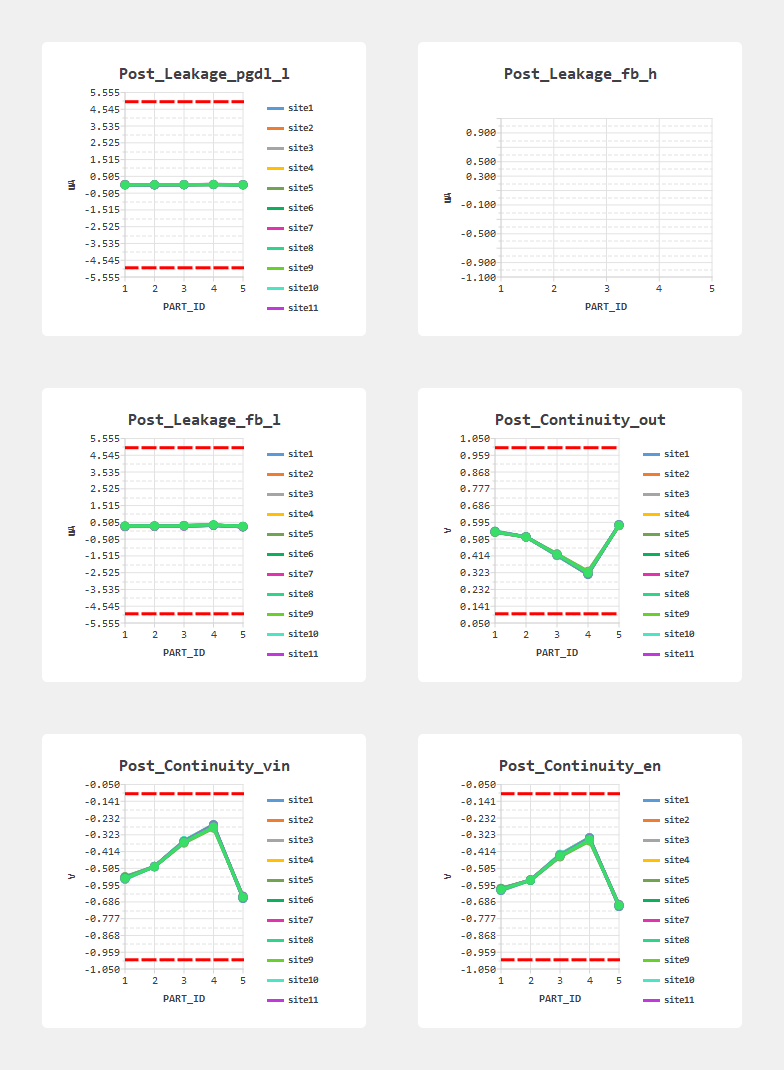 Post_Leakage_pgdl_l
5.555
4.545
3.535
2.525
1.515
0.505
-0.505
-1.515
-2.525
-3.535
-4.545
-5.555
uA
1 2 3 4 5
PART_ID
site1
site2
site3
site4
site5
site6
site7
site8
site9
site10
site11
Post_Leakage_fb_h
0.900
0.500
0.300
-0.100
-0.500
-0.900
-1.100
uA
1 2 3 4 5
PART_ID
Post_Leakage_fb_l
5.555
4.545
3.535
2.525
1.515
0.505
-0.505
-1.515
-2.525
-3.535
-4.545
-5.555
uA
1 2 3 4 5
PART_ID
site1
site2
site3
site4
site5
site6
site7
site8
site9
site10
site11
Post_Continuity_out
1.050
0.959
0.868
0.777
0.686
0.595
0.505
0.414
0.323
0.232
0.141
0.050
V
1 2 3 4 5
PART_ID
site1
site2
site3
site4
site5
site6
site7
site8
site9
site10
site11
Post_Continuity_vin
-0.050
-0.141
-0.232
-0.323
-0.414
-0.505
-0.595
-0.686
-0.777
-0.868
-0.959
-1.050
V
1 2 3 4 5
PART_ID
site1
site2
site3
site4
site5
site6
site7
site8
site9
site10
site11
Post_Continuity_en
-0.050
-0.141
-0.232
-0.323
-0.414
-0.505
-0.595
-0.686
-0.777
-0.868
-0.959
-1.050
V
1 2 3 4 5
PART_ID
site1
site2
site3
site4
site5
site6
site7
site8
site9
site10
site11